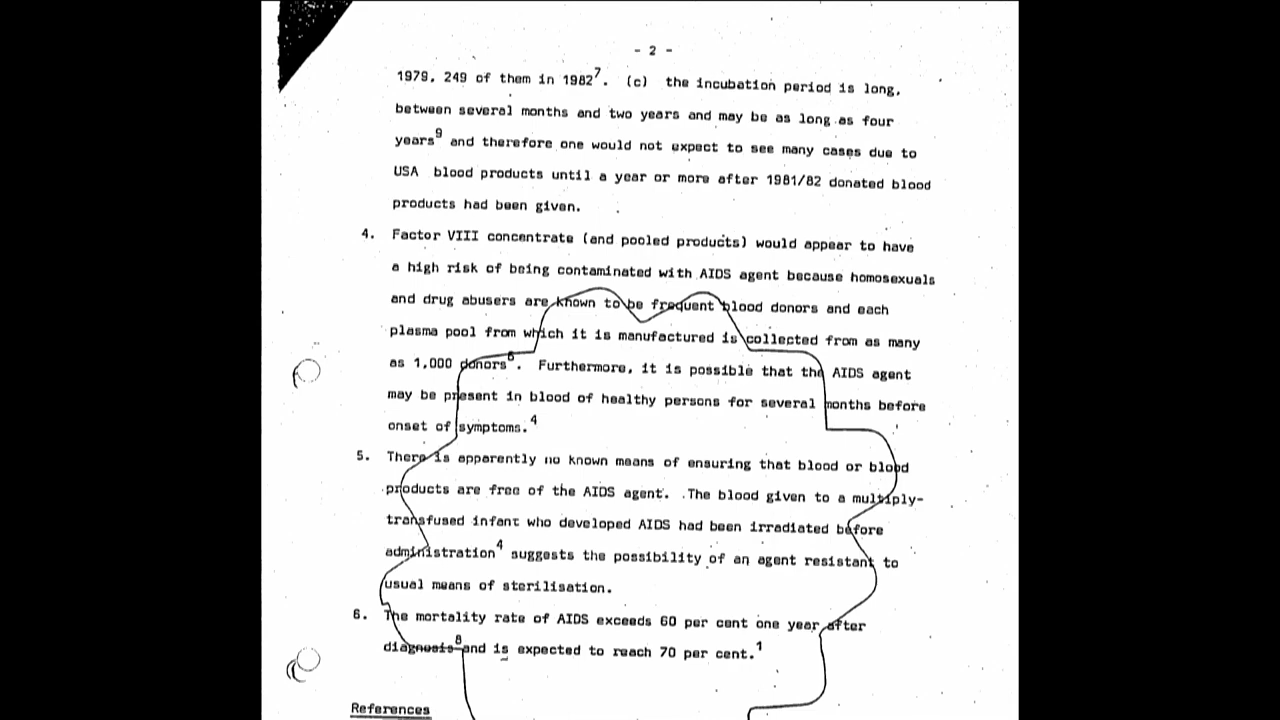 - 2 -
1979, 249 of them in 1982⁷. (c) the incubation period is long,
between several months and two years and may be as long as four
years⁹ and therefore one would not expect to see many cases due to
USA blood products until a year or more after 1981/82 donated blood
products had been given.
4. Factor VIII concentrate (and pooled products) would appear to have
a high risk of being contaminated with AIDS agent because homosexuals
and drug abusers are known to be frequent blood donors and each
plasma pool from which it is manufactured is collected from as many
as 1,000 donors⁶. Furthermore, it is possible that the AIDS agent
may be present in blood of healthy persons for several months before
onset of symptoms.⁴
5. There is apparently no known means of ensuring that blood or blood
products are free of the AIDS agent. The blood given to a multiply-
transfused infant who developed AIDS had been irradiated before
administration⁴ suggests the possibility of an agent resistant to
usual means of sterilisation.
6. The mortality rate of AIDS exceeds 60 per cent one year after
diagnosis⁸ and is expected to reach 70 per cent.¹
References